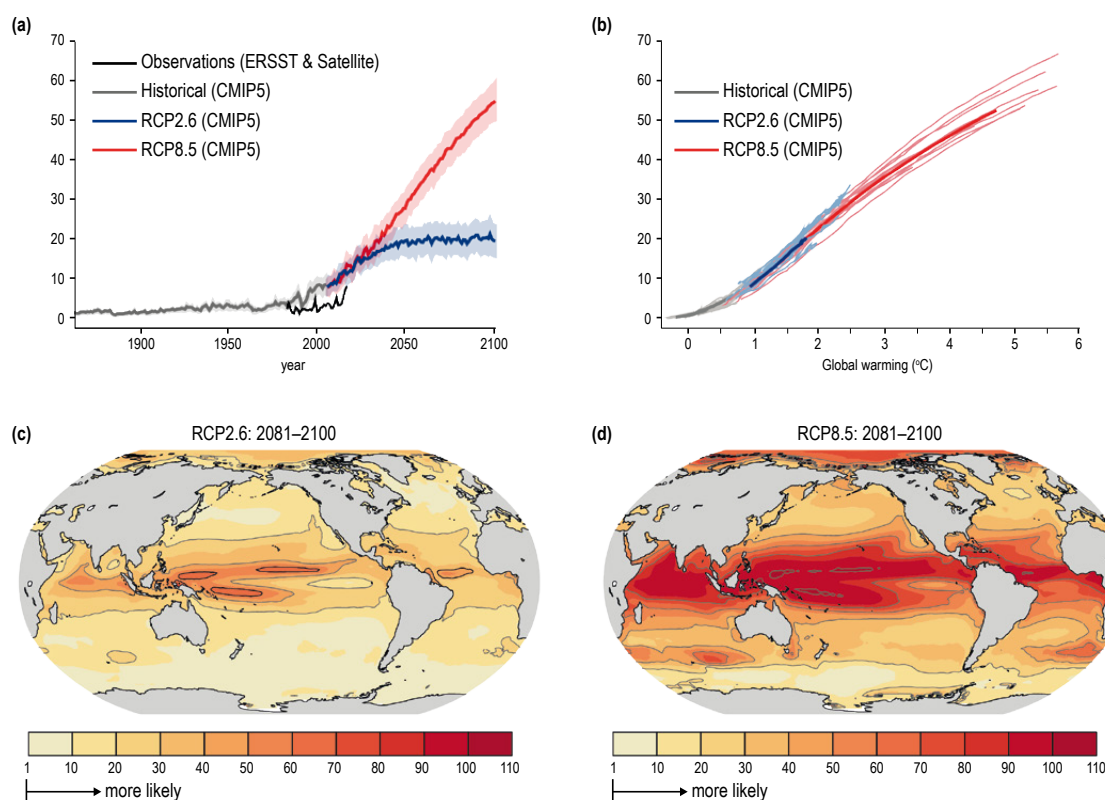 (a)
70
60
50
40
30
20
10
0
Observations (ERSST & Satellite)
Historical (CMIP5)
RCP2.6 (CMIP5)
RCP8.5 (CMIP5)
1900 1950 2000 2050 2100
year
(b)
70
60
50
40
30
20
10
0
Historical (CMIP5)
RCP2.6 (CMIP5)
RCP8.5 (CMIP5)
0 1 2 3 4 5 6
Global warming (°C)
(c)
RCP2.6: 2081–2100
1 10 20 30 40 50 60 70 80 90 100 110
more likely
(d)
RCP8.5: 2081–2100
1 10 20 30 40 50 60 70 80 90 100 110
more likely